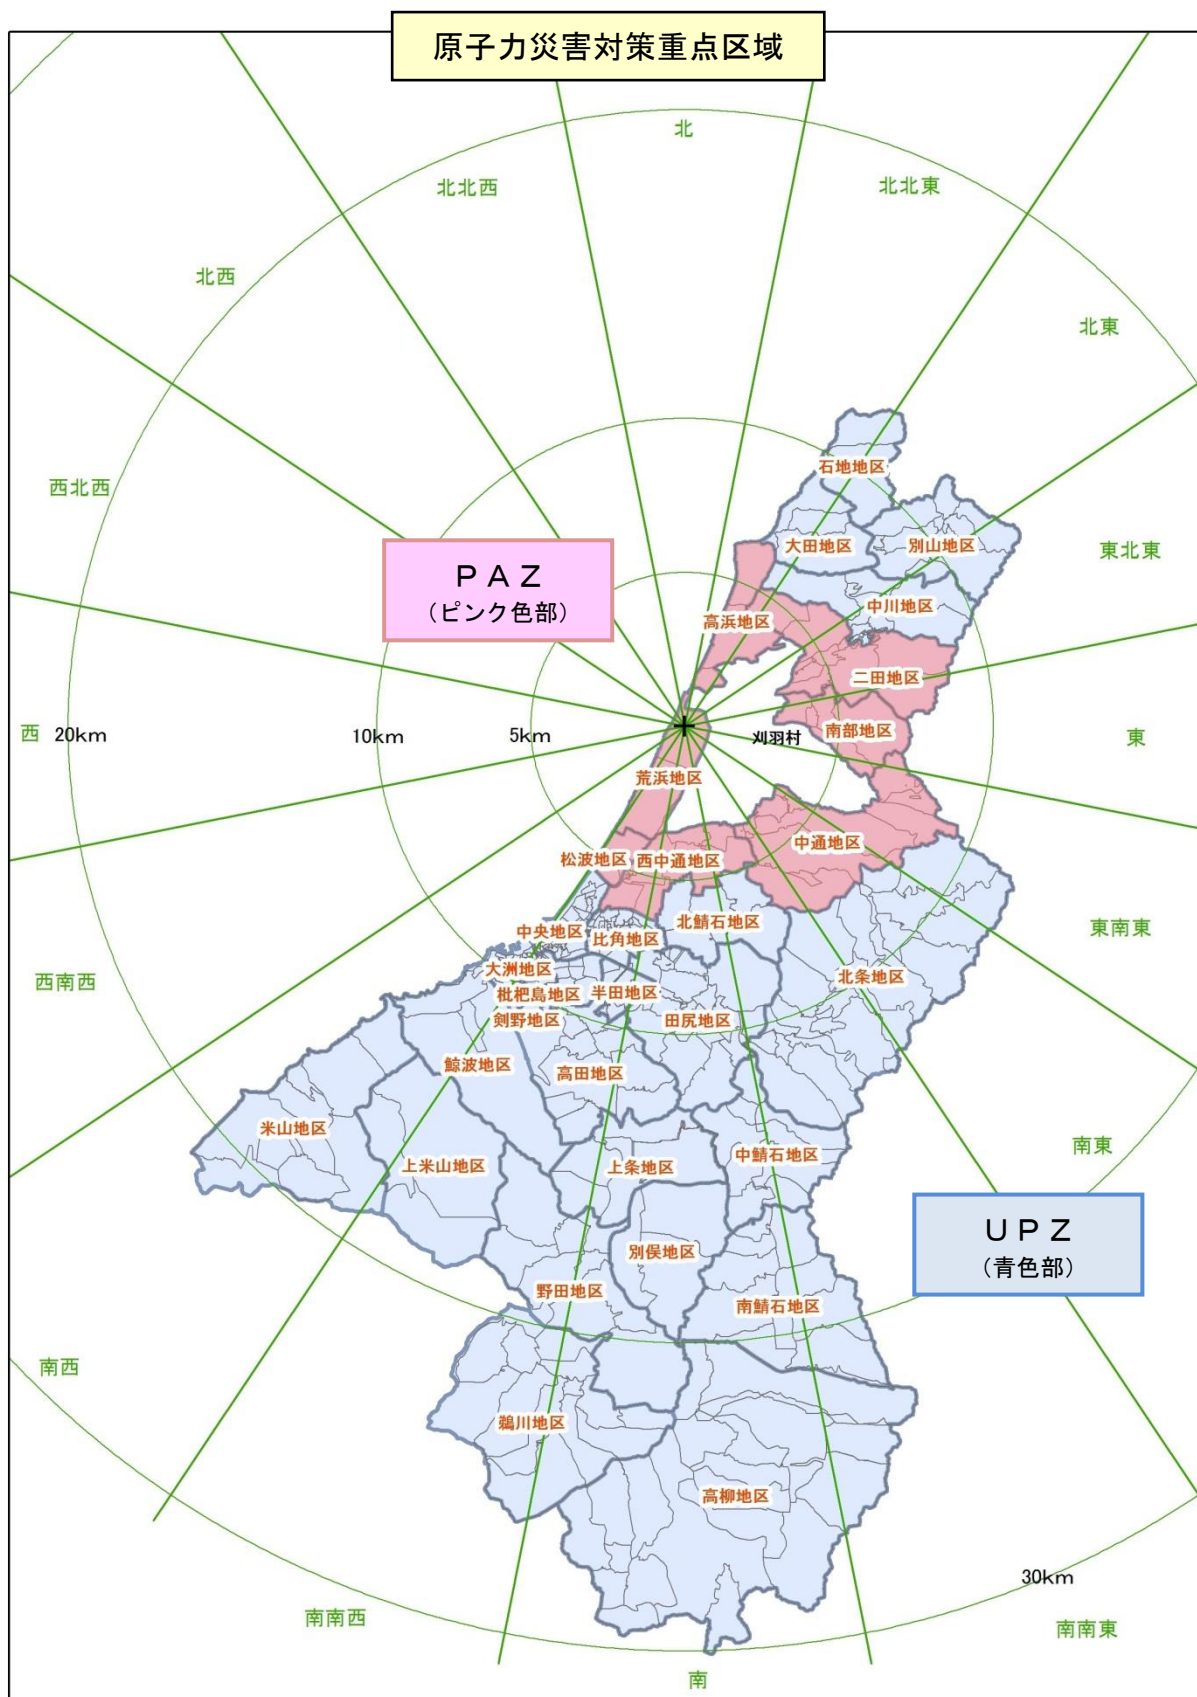 原子力災害対策重点区域
北
北北西
北北東
北西
北東
石地地区
西北西
大田地区
別山地区
東北東
PAZ
（ピンク色部）
中川地区
高浜地区
二田地区
南部地区
西
20km
10km
5km
刈羽村
東
荒浜地区
中通地区
松波地区
西中通地区
北鯖石地区
東南東
中央地区
比角地区
大洲地区
北条地区
西南西
枇杷島地区
半田地区
剣野地区
田尻地区
鯨波地区
高田地区
米山地区
南東
中鯖石地区
上米山地区
上条地区
UPZ
（青色部）
別俣地区
野田地区
南鯖石地区
南西
鵜川地区
高柳地区
30km
南南西
南南東
南